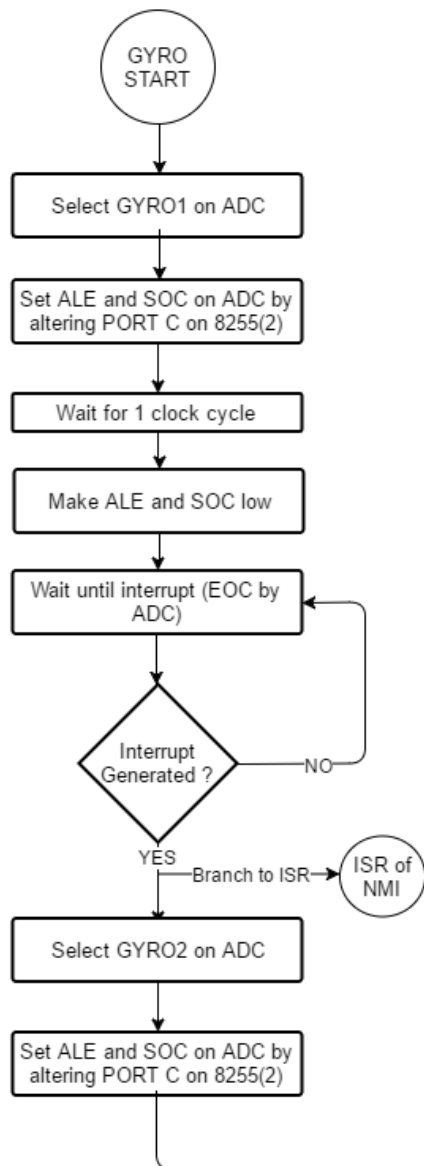 GYRO
START
Select GYRO1 on ADC
Set ALE and SOC on ADC by
altering PORT C on 8255(2)
Wait for 1 clock cycle
Make ALE and SOC low
Wait until interrupt (EOC by
ADC)
Interrupt
Generated ?
NO
YES
Branch to ISR
ISR of
NMI
Select GYRO2 on ADC
Set ALE and SOC on ADC by
altering PORT C on 8255(2)